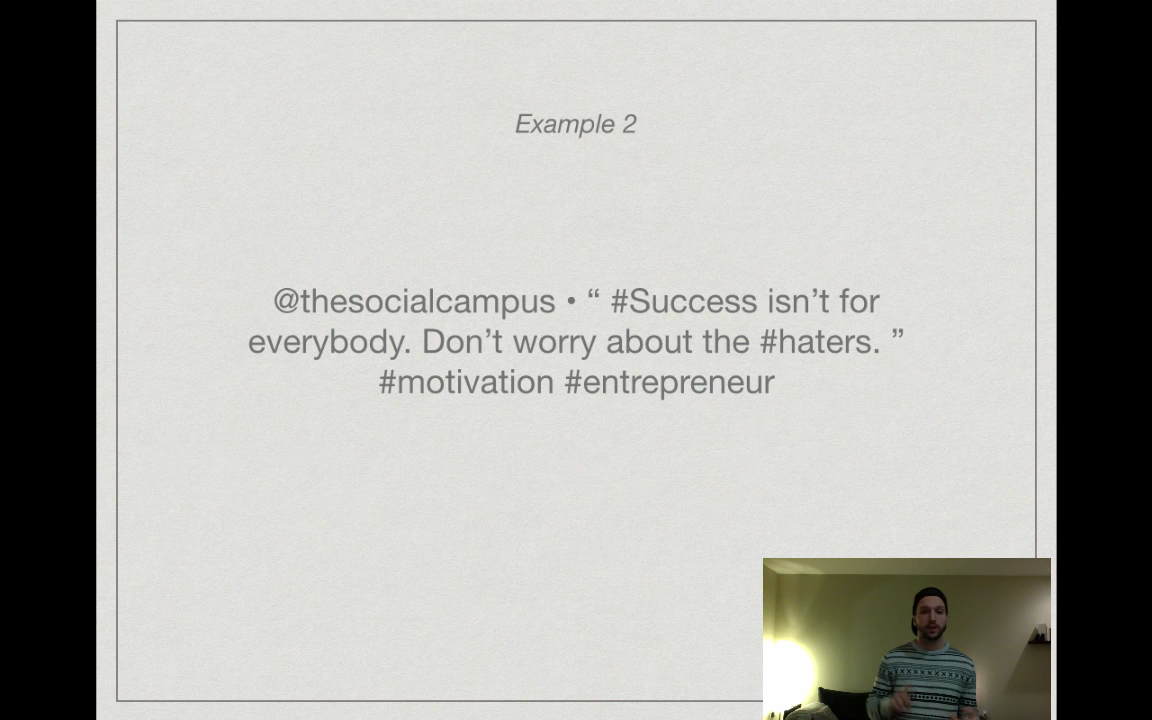 Example 2
@thesocialcampus • “ #Success isn’t for
everybody. Don’t worry about the #haters. ”
#motivation #entrepreneur